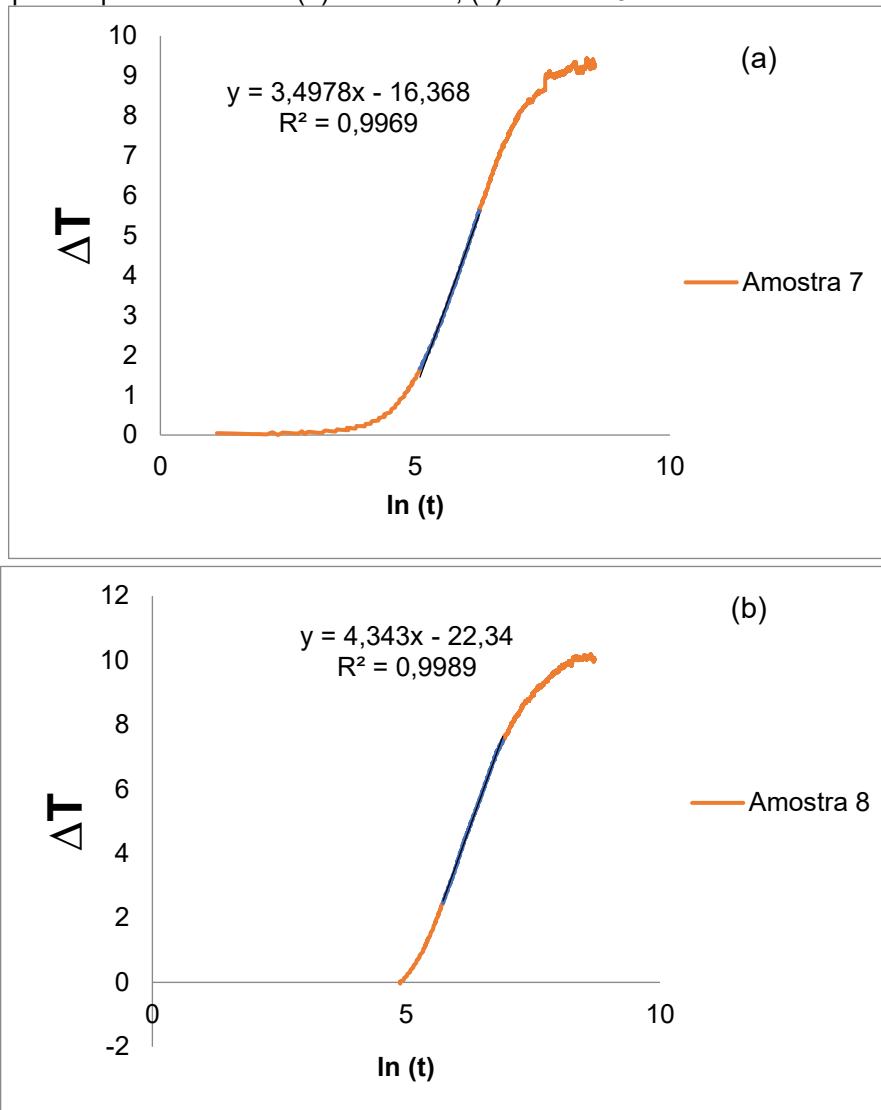 (a)
10
9
8
7
6
5
4
3
2
1
0
y = 3,4978x - 16,368
R² = 0,9969
ΔT
Amostra 7
0
5
10
ln (t)
(b)
12
10
8
6
4
2
0
-2
y = 4,343x - 22,34
R² = 0,9989
ΔT
Amostra 8
0
5
10
ln (t)